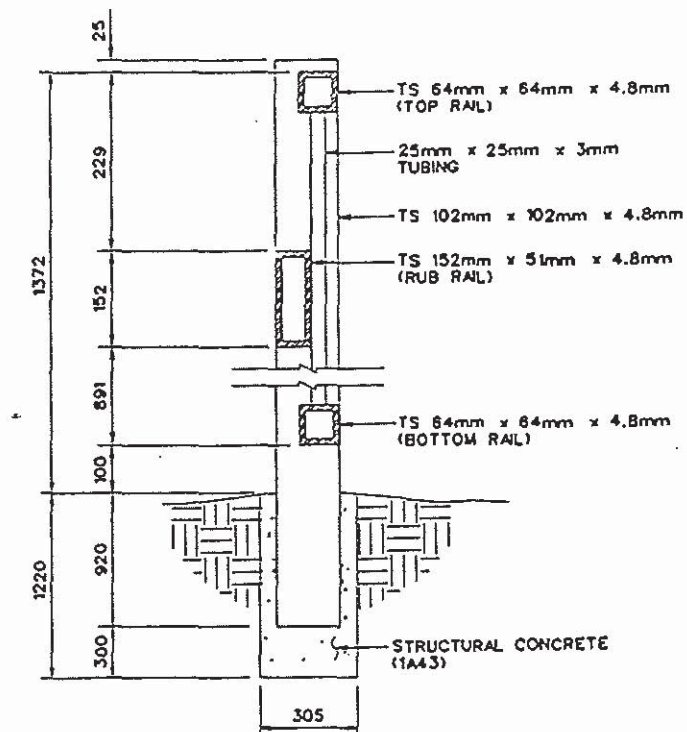 25
TS 64mm x 64mm x 4.8mm
(TOP RAIL)
229
25mm x 25mm x 3mm
TUBING
TS 102mm x 102mm x 4.8mm
1372
TS 152mm x 51mm x 4.8mm
(RUB RAIL)
152
891
TS 64mm x 64mm x 4.8mm
(BOTTOM RAIL)
100
1220
920
STRUCTURAL CONCRETE
(1A43)
300
305